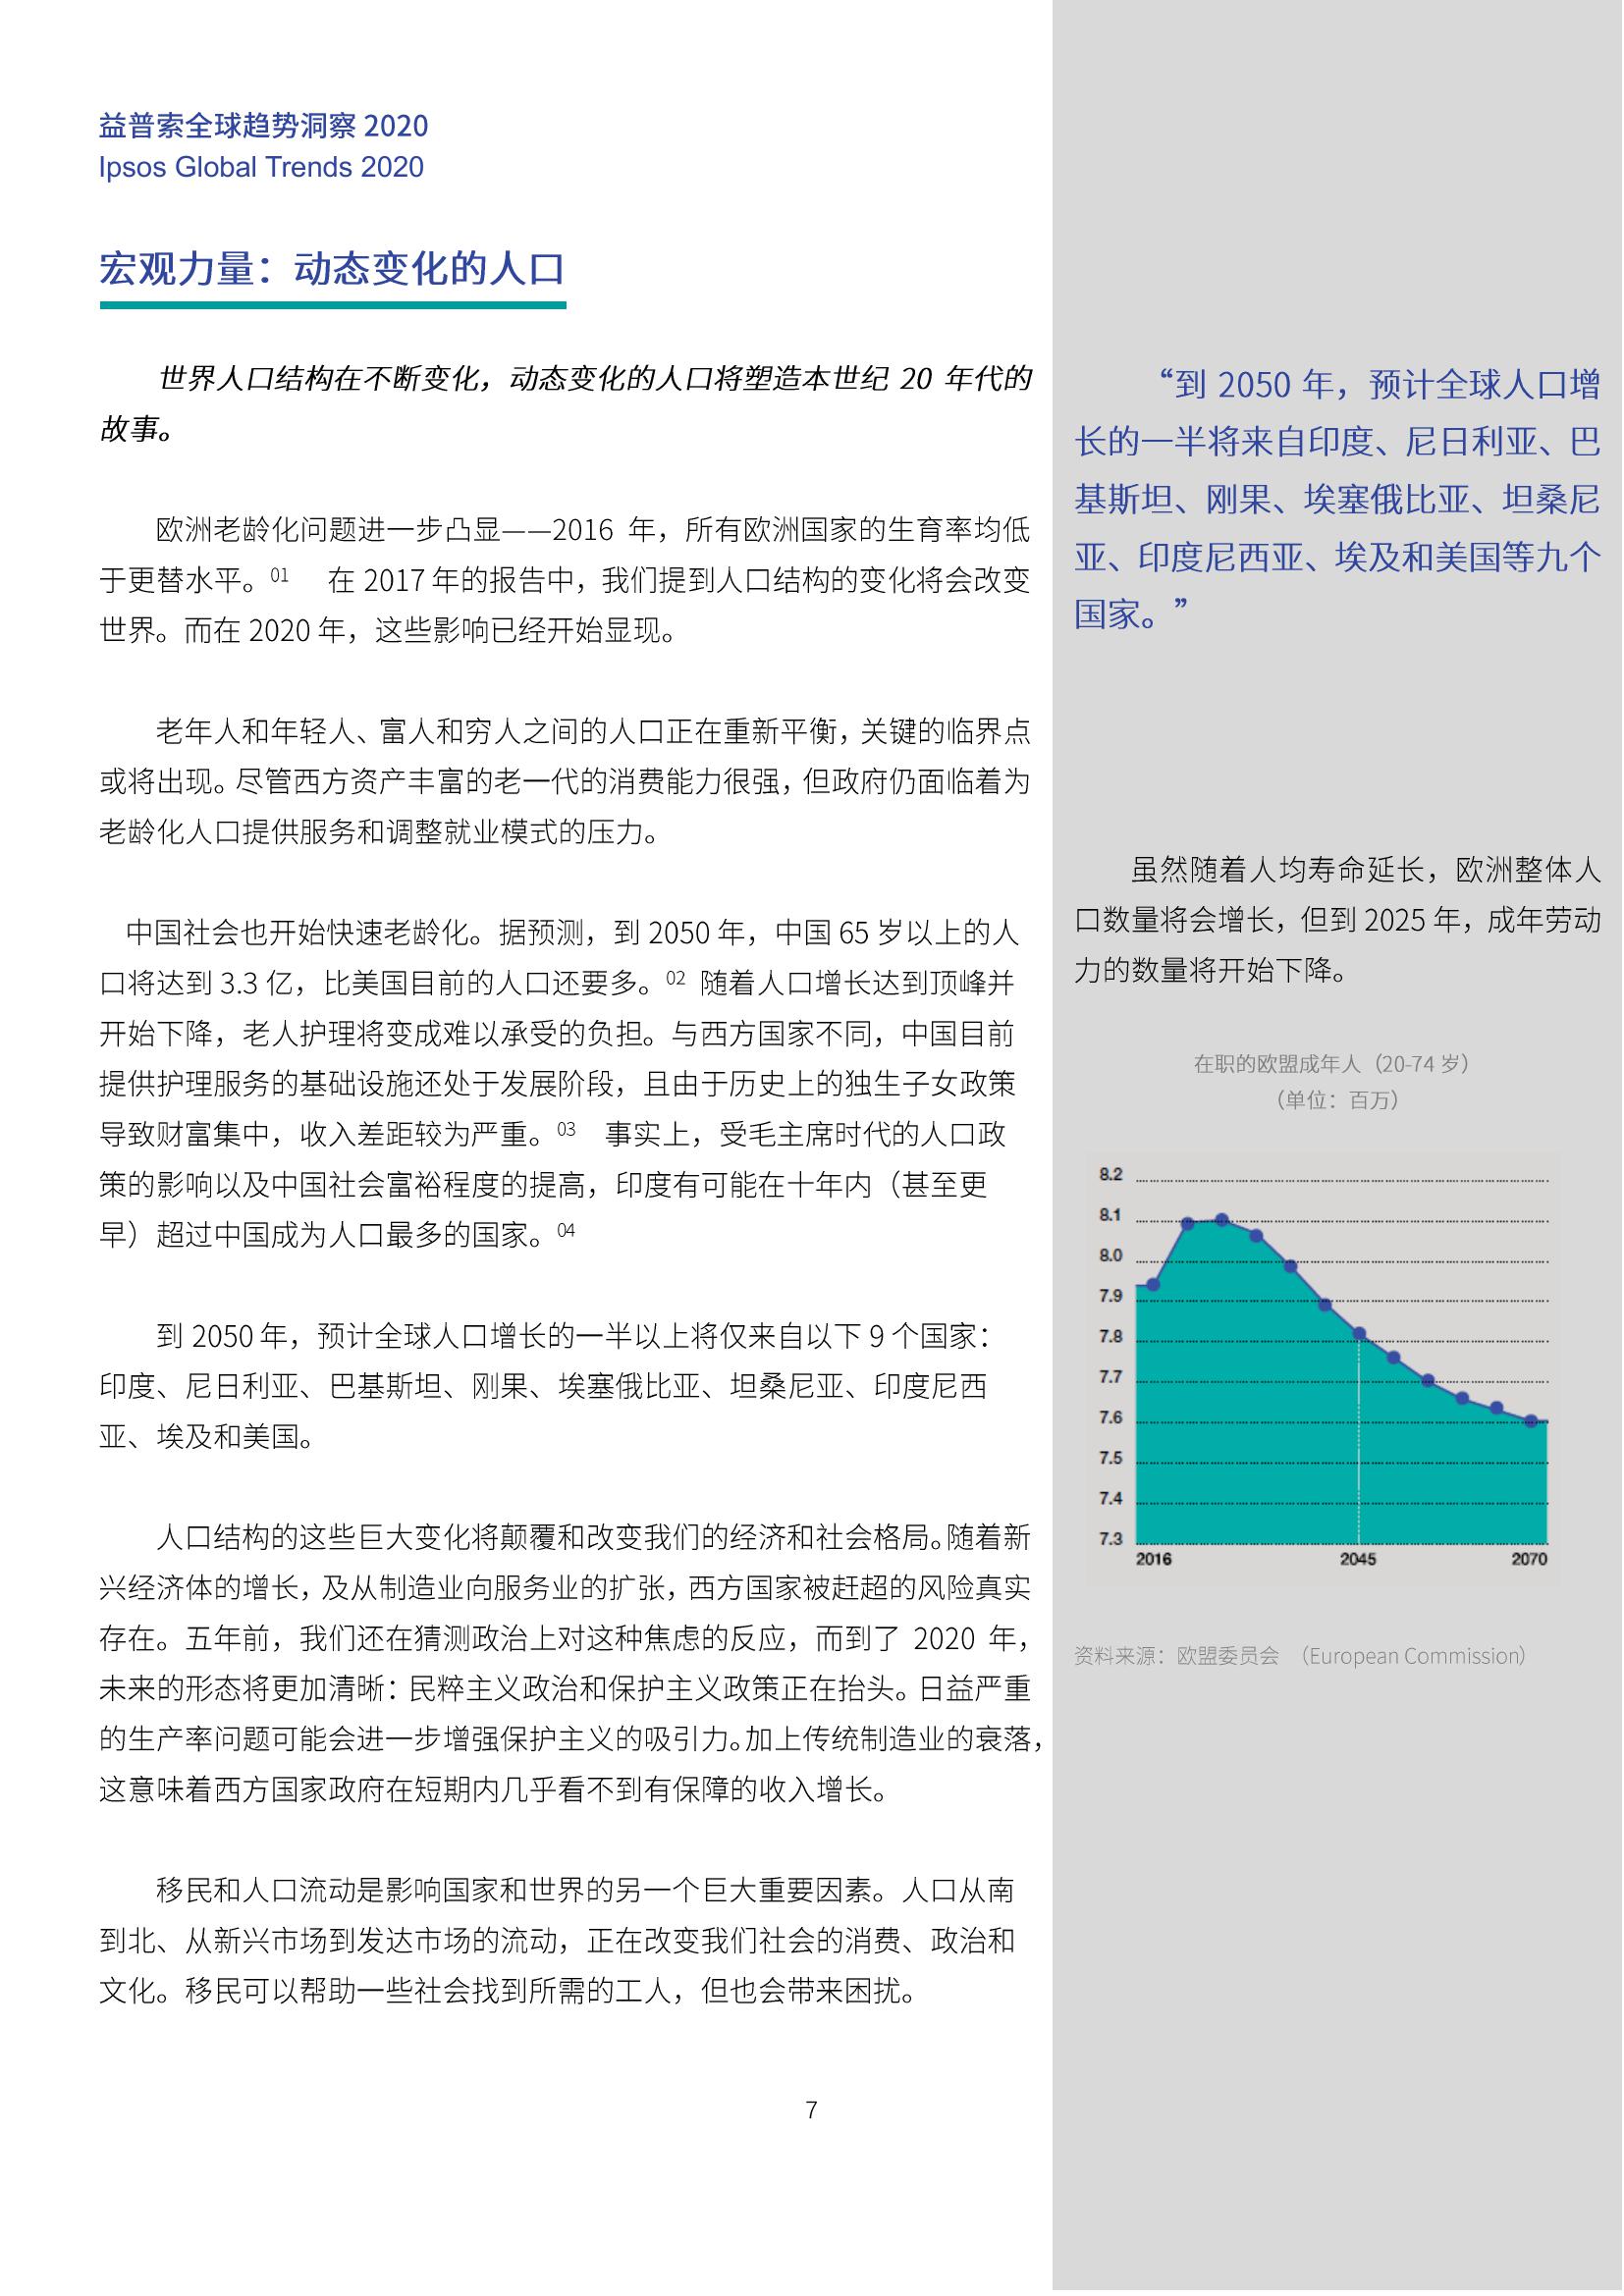 益普索全球趋势洞察 2020
Ipsos Global Trends 2020
宏观力量：动态变化的人口
世界人口结构在不断变化，动态变化的人口将塑造本世纪 20 年代的
故事。
欧洲老龄化问题进一步凸显——2016 年，所有欧洲国家的生育率均低
于更替水平。01 在 2017 年的报告中，我们提到人口结构的变化将会改变
世界。而在 2020 年，这些影响已经开始显现。
老年人和年轻人、富人和穷人之间的人口正在重新平衡，关键的临界点
或将出现。尽管西方资产丰富的老一代的消费能力很强，但政府仍面临着为
老龄化人口提供服务和调整就业模式的压力。
中国社会也开始快速老龄化。据预测，到 2050 年，中国 65 岁以上的人
口将达到 3.3 亿，比美国目前的人口还要多。02 随着人口增长达到顶峰并
开始下降，老人护理将变成难以承受的负担。与西方国家不同，中国目前
提供护理服务的基础设施还处于发展阶段，且由于历史上的独生子女政策
导致财富集中，收入差距较为严重。03 事实上，受毛主席时代的人口政
策的影响以及中国社会富裕程度的提高，印度有可能在十年内（甚至更
早）超过中国成为人口最多的国家。04
到 2050 年，预计全球人口增长的一半以上将仅来自以下 9 个国家：
印度、尼日利亚、巴基斯坦、刚果、埃塞俄比亚、坦桑尼亚、印度尼西
亚、埃及和美国。
人口结构的这些巨大变化将颠覆和改变我们的经济和社会格局。随着新
兴经济体的增长，及从制造业向服务业的扩张，西方国家被赶超的风险真实
存在。五年前，我们还在猜测政治上对这种焦虑的反应，而到了 2020 年，
未来的形态将更加清晰：民粹主义政治和保护主义政策正在抬头。日益严重
的生产率问题可能会进一步增强保护主义的吸引力。加上传统制造业的衰落，
这意味着西方国家政府在短期内几乎看不到有保障的收入增长。
移民和人口流动是影响国家和世界的另一个巨大重要因素。人口从南
到北、从新兴市场到发达市场的流动，正在改变我们社会的消费、政治和
文化。移民可以帮助一些社会找到所需的工人，但也会带来困扰。
“到 2050 年，预计全球人口增
长的一半将来自印度、尼日利亚、巴
基斯坦、刚果、埃塞俄比亚、坦桑尼
亚、印度尼西亚、埃及和美国等九个
国家。”
虽然随着人均寿命延长，欧洲整体人
口数量将会增长，但到 2025 年，成年劳动
力的数量将开始下降。
在职的欧盟成年人（20-74 岁）
（单位：百万）
8.2
8.1
8.0
7.9
7.8
7.7
7.6
7.5
7.4
7.3
2016 2045 2070
资料来源：欧盟委员会 （European Commission）
7